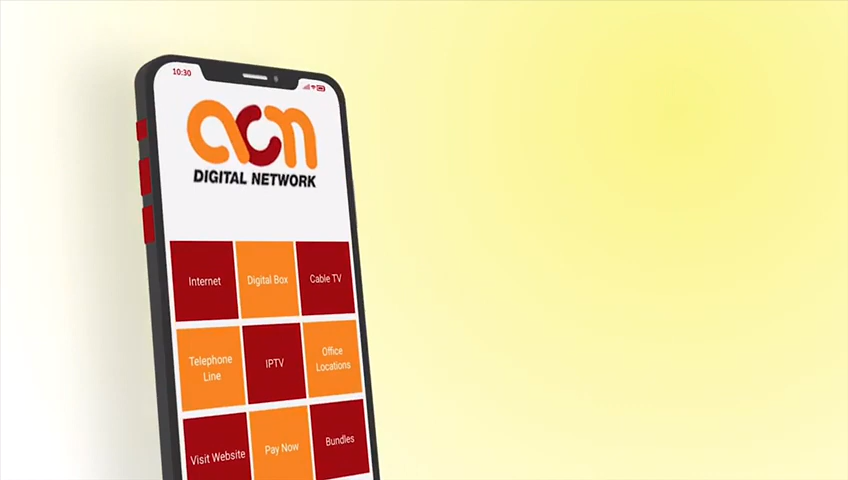 10:30
acn
DIGITAL NETWORK
Internet
Digital Box
Cable TV
Telephone
Line
IPTV
Office
Locations
Visit Website
Pay Now
Bundles